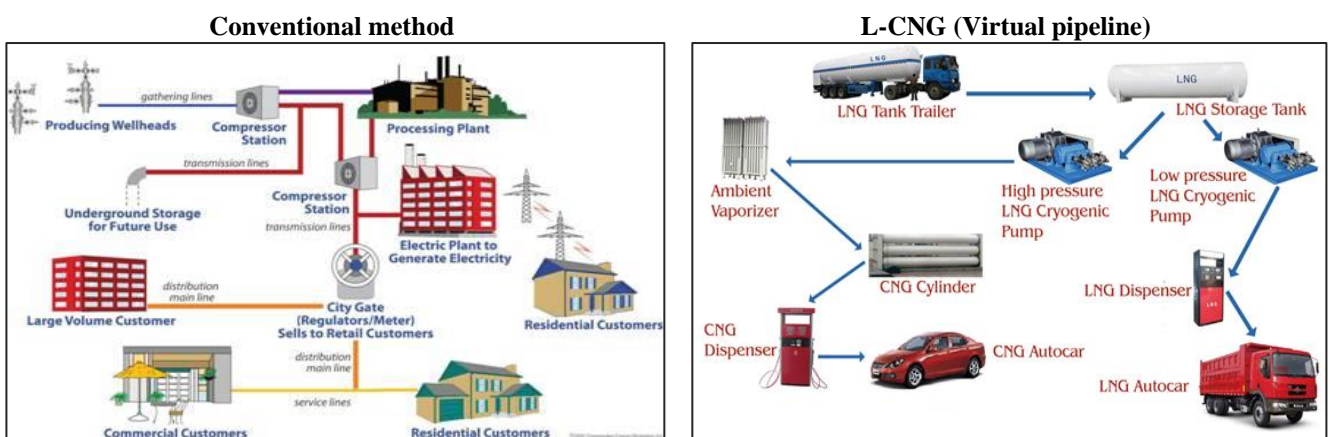 Conventional method
gathering lines
Producing Wellheads
Compressor
Station
Processing Plant
transmission lines
Underground Storage
for Future Use
Compressor
Station
transmission lines
Electric Plant to
Generate Electricity
distribution
main line
Large Volume Customer
City Gate
(Regulators/Meter)
Sells to Retail Customers
Residential Customers
distribution
main line
service lines
Commercial Customers
Residential Customers
L-CNG (Virtual pipeline)
LNG
LNG Tank Trailer
LNG
LNG Storage Tank
Ambient
Vaporizer
High pressure
LNG Cryogenic
Pump
Low pressure
LNG Cryogenic
Pump
CNG Cylinder
LNG Dispenser
LNG
CNG
Dispenser
CNG Autocar
LNG Autocar